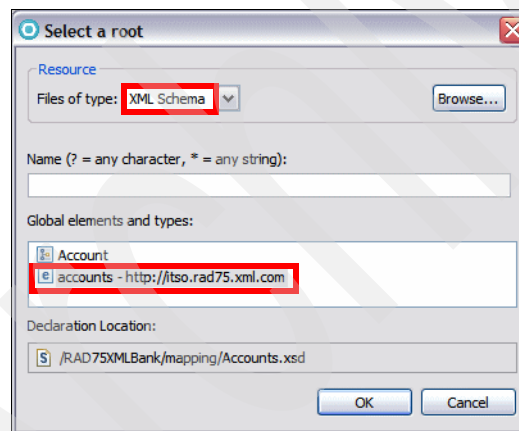 Select a root
Resource
Files of type: XML Schema Browse...
Name (? = any character, * = any string):
Global elements and types:
Account
e accounts - http://itso.rad75.xml.com
Declaration Location:
S /RAD75XMLBank/mapping/Accounts.xsd
OK Cancel